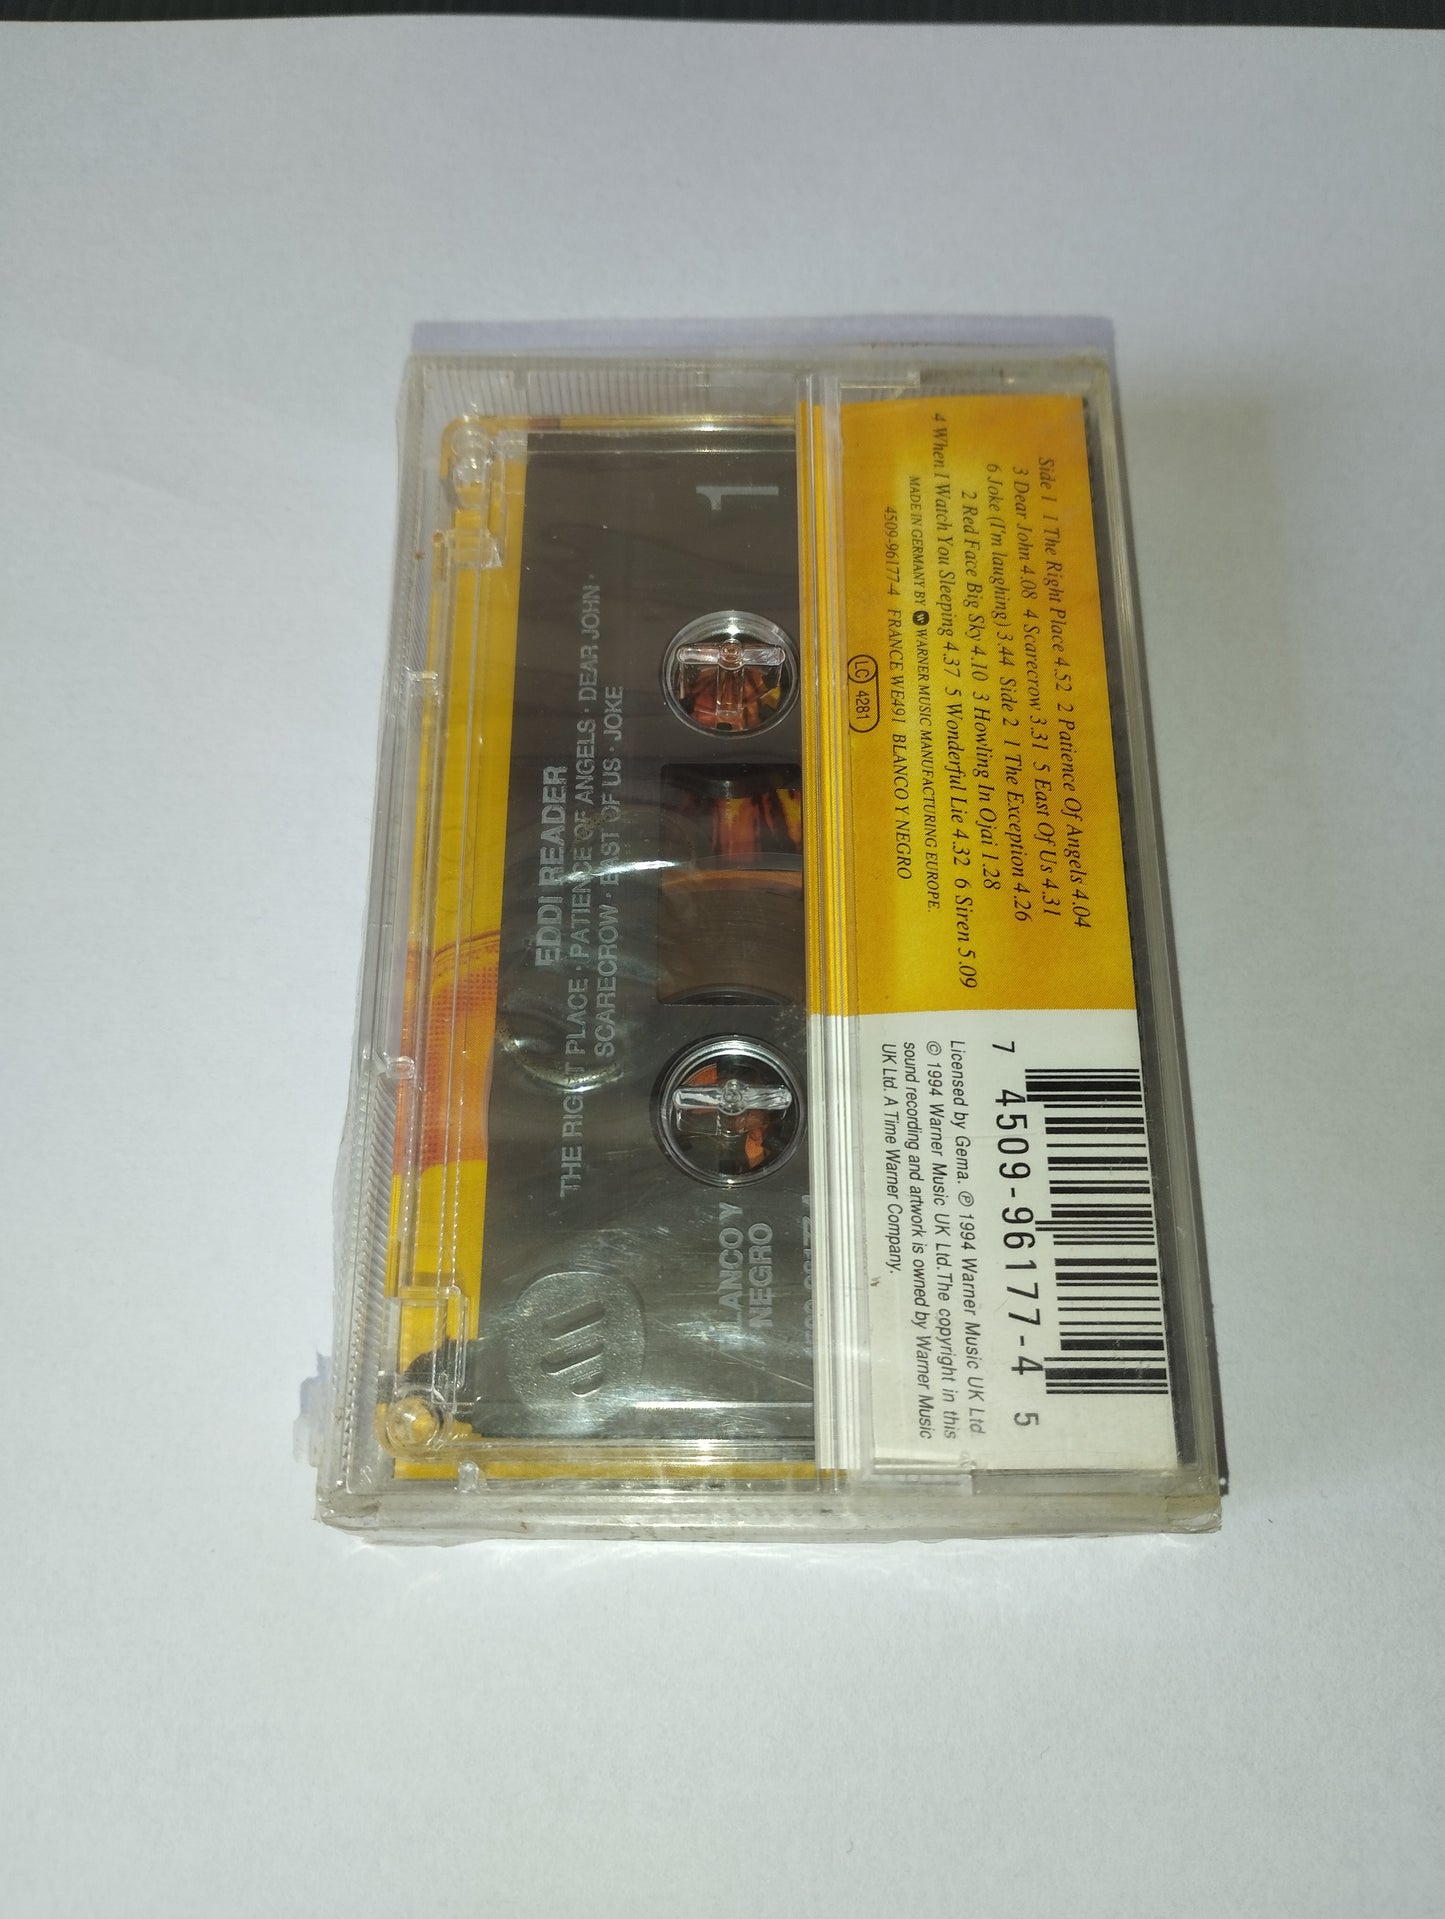 Side 1 1 The Right Place 4.52 2 Patience Of Angels 4.04
3 Dear John 4.08 4 Scarecrow 3.31 5 East Of Us 4.31
6 Joke (I'm laughing) 3.44 Side 2 1 The Exception 4.26
2 Red Face Big Sky 4.10 3 Howling In Ojai 1.28
4 When I Watch You Sleeping 4.37 5 Wonderful Lie 4.32 6 Siren 5.09
MADE IN GERMANY BY W WARNER MUSIC MANUFACTURING EUROPE.
4509-96177-4 FRANCE WE491 BLANCO Y NEGRO
LC 4281
7 4509-96177-4 5
Licensed by Gema. ℗ 1994 Warner Music UK Ltd
© 1994 Warner Music UK Ltd. The copyright in this
sound recording and artwork is owned by Warner Music
UK Ltd. A Time Warner Company.
1
EDDI READER
THE RIGHT PLACE · PATIENCE OF ANGELS · DEAR JOHN ·
SCARECROW · EAST OF US · JOKE
LANCO Y
NEGRO